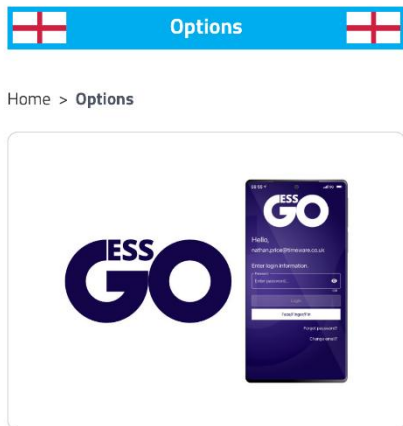 Options
Home > Options
ESS
GO
ESS
GO
Hello,
nathan.price@timeware.co.uk
Enter login information.
Password
Enter password...
Login
Forgot password?
Change email?